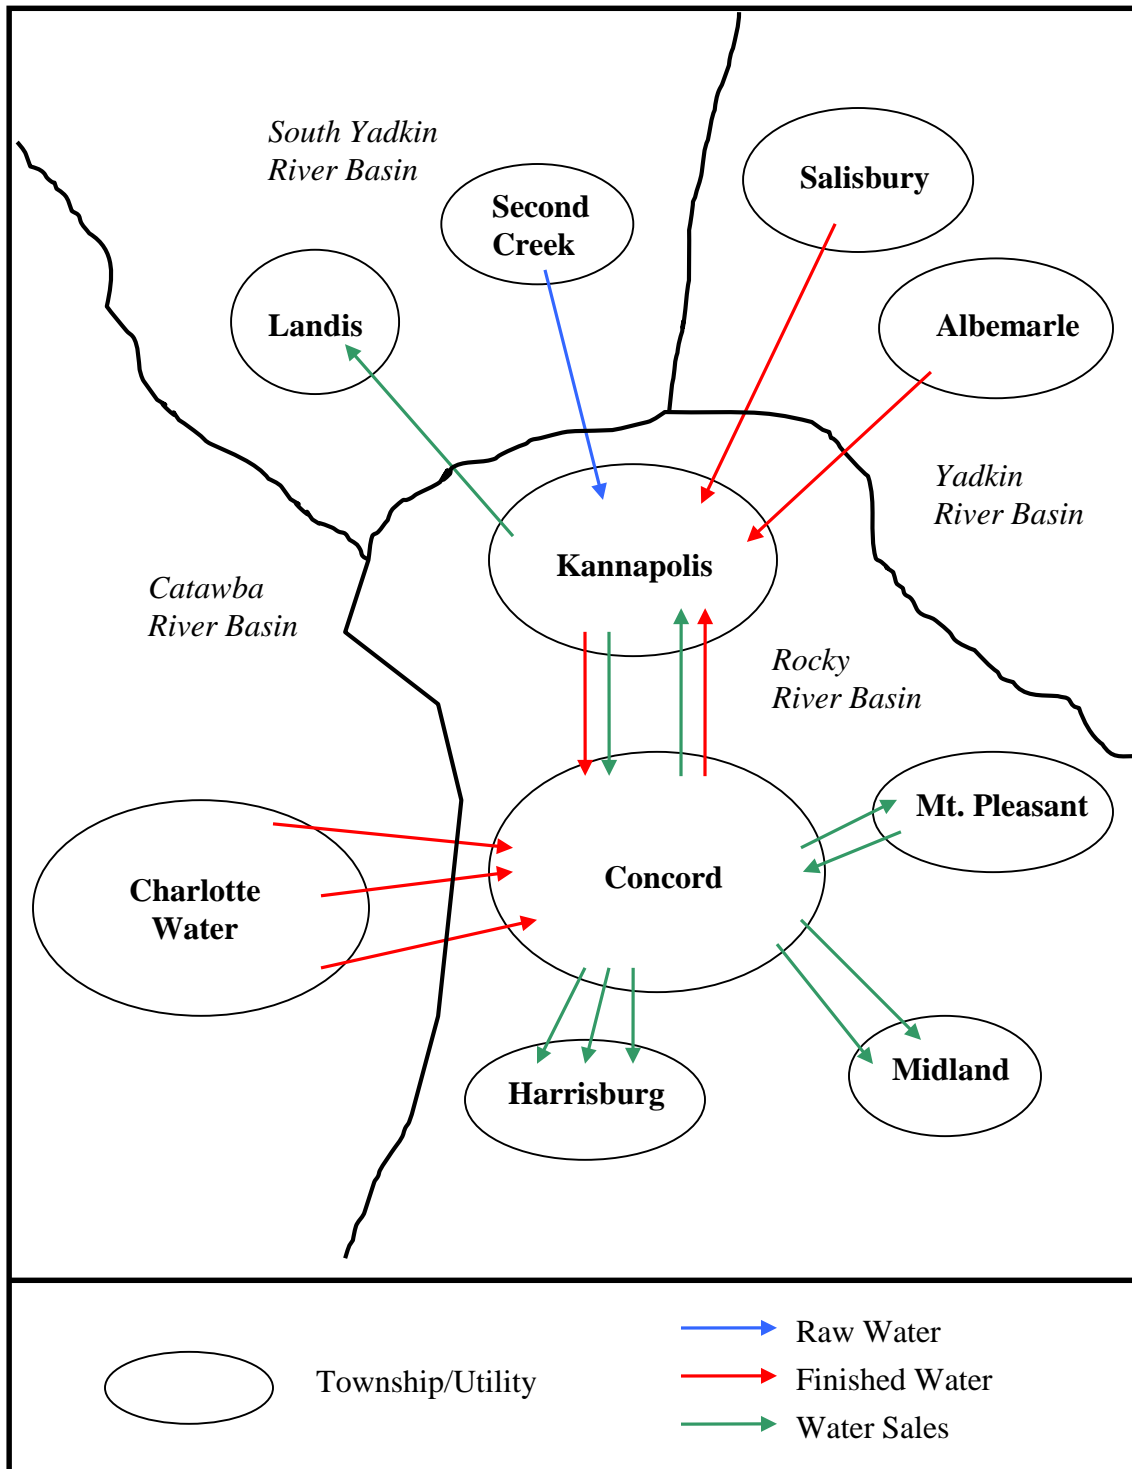 South Yadkin
River Basin
Salisbury
Second
Creek
Landis
Albemarle
Yadkin
River Basin
Kannapolis
Catawba
River Basin
Rocky
River Basin
Mt. Pleasant
Concord
Charlotte
Water
Midland
Harrisburg
Raw Water
Township/Utility
Finished Water
Water Sales